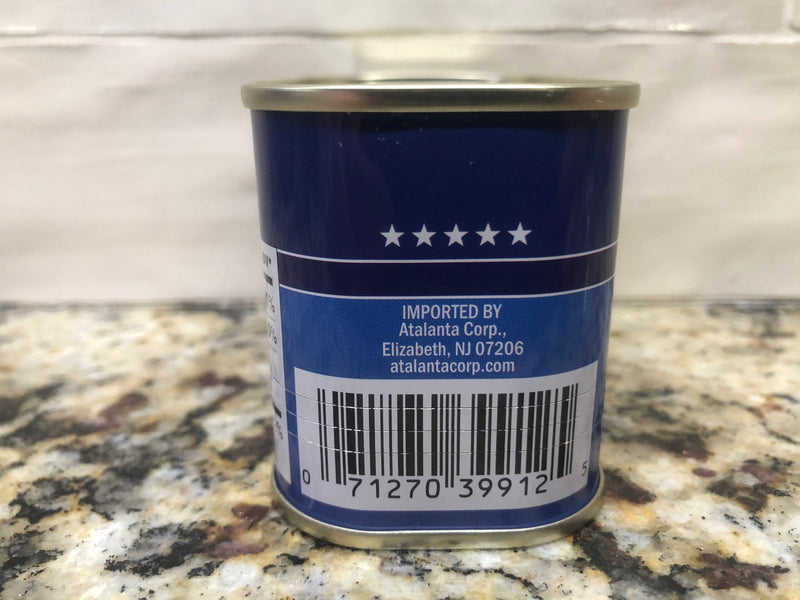 IMPORTED BY
Atalanta Corp.,
Elizabeth, NJ 07206
atalantacorp.com
0 71270 39912 5